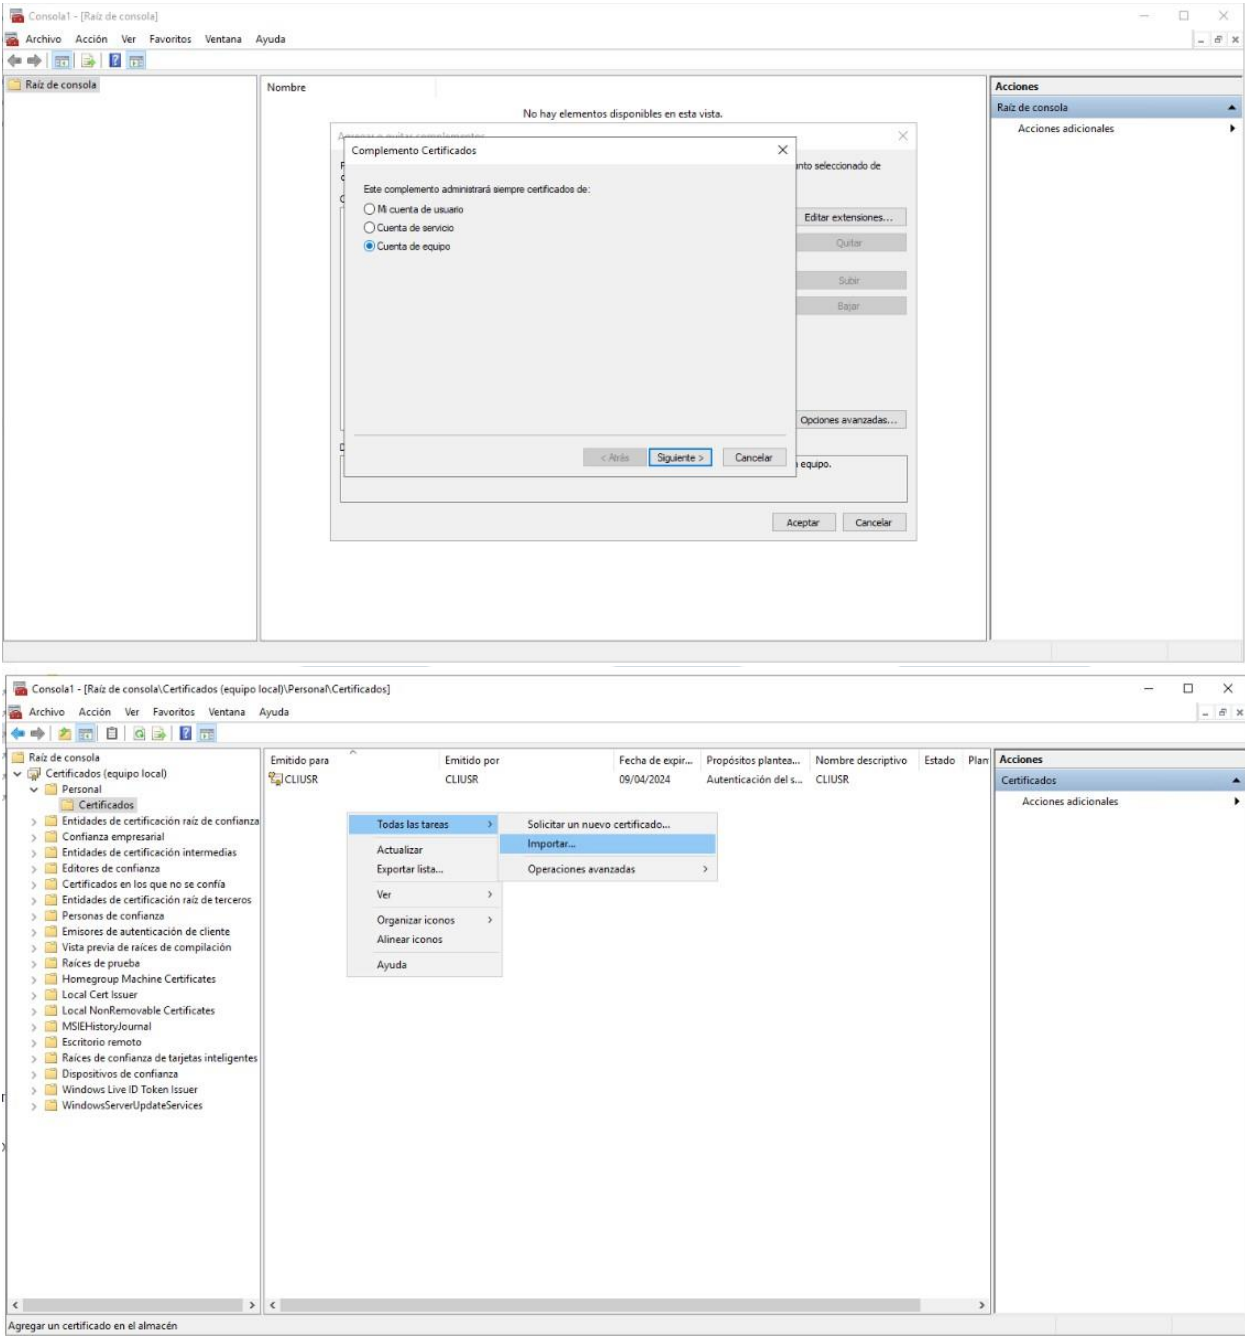 Consola1 - [Raíz de consola]
Archivo Acción Ver Favoritos Ventana Ayuda
Raíz de consola
Nombre
No hay elementos disponibles en esta vista.
Acciones
Raíz de consola
Acciones adicionales
Agregar o quitar complementos
Complemento Certificados
Este complemento administrará siempre certificados de:
Mi cuenta de usuario
Cuenta de servicio
Cuenta de equipo
< Atrás Siguiente > Cancelar
seleccionado de
Editar extensiones...
Quitar
Subir
Bajar
Opciones avanzadas...
equipo.
Aceptar Cancelar
Consola1 - [Raíz de consola\Certificados (equipo local)\Personal\Certificados]
Archivo Acción Ver Favoritos Ventana Ayuda
Raíz de consola
Certificados (equipo local)
Personal
Certificados
Entidades de certificación raíz de confianza
Confianza empresarial
Entidades de certificación intermedias
Editores de confianza
Certificados en los que no se confía
Entidades de certificación raíz de terceros
Personas de confianza
Emisores de autenticación de cliente
Vista previa de raíces de compilación
Raíces de prueba
Homegroup Machine Certificates
Local Cert Issuer
Local NonRemovable Certificates
MSIEHistoryJournal
Escritorio remoto
Raíces de confianza de tarjetas inteligentes
Dispositivos de confianza
Windows Live ID Token Issuer
WindowsServerUpdateServices
Emitido para Emitido por Fecha de expir... Propósitos plantea... Nombre descriptivo Estado Plan
CLIUSR CLIUSR 09/04/2024 Autenticación del s... CLIUSR
Todas las tareas
Actualizar
Exportar lista...
Ver
Organizar iconos
Alinear iconos
Ayuda
Solicitar un nuevo certificado...
Importar...
Operaciones avanzadas
Acciones
Certificados
Acciones adicionales
Agregar un certificado en el almacén